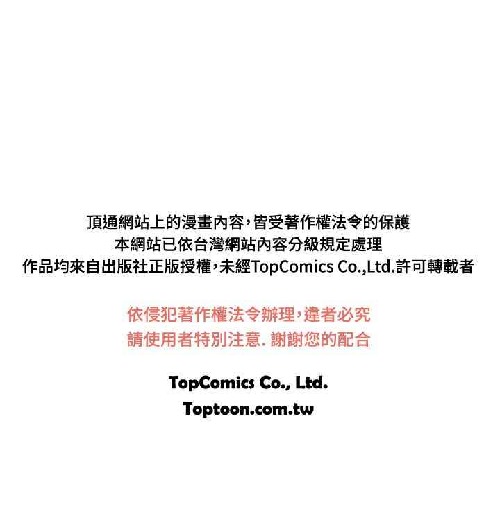 頂通網站上的漫畫內容,皆受著作權法令的保護
本網站已依台灣網站內容分級規定處理
作品均來自出版社正版授權,未經TopComics Co.,Ltd.許可轉載者
依侵犯著作權法令辦理,違者必究
請使用者特別注意. 謝謝您的配合
TopComics Co., Ltd.
Toptoon.com.tw